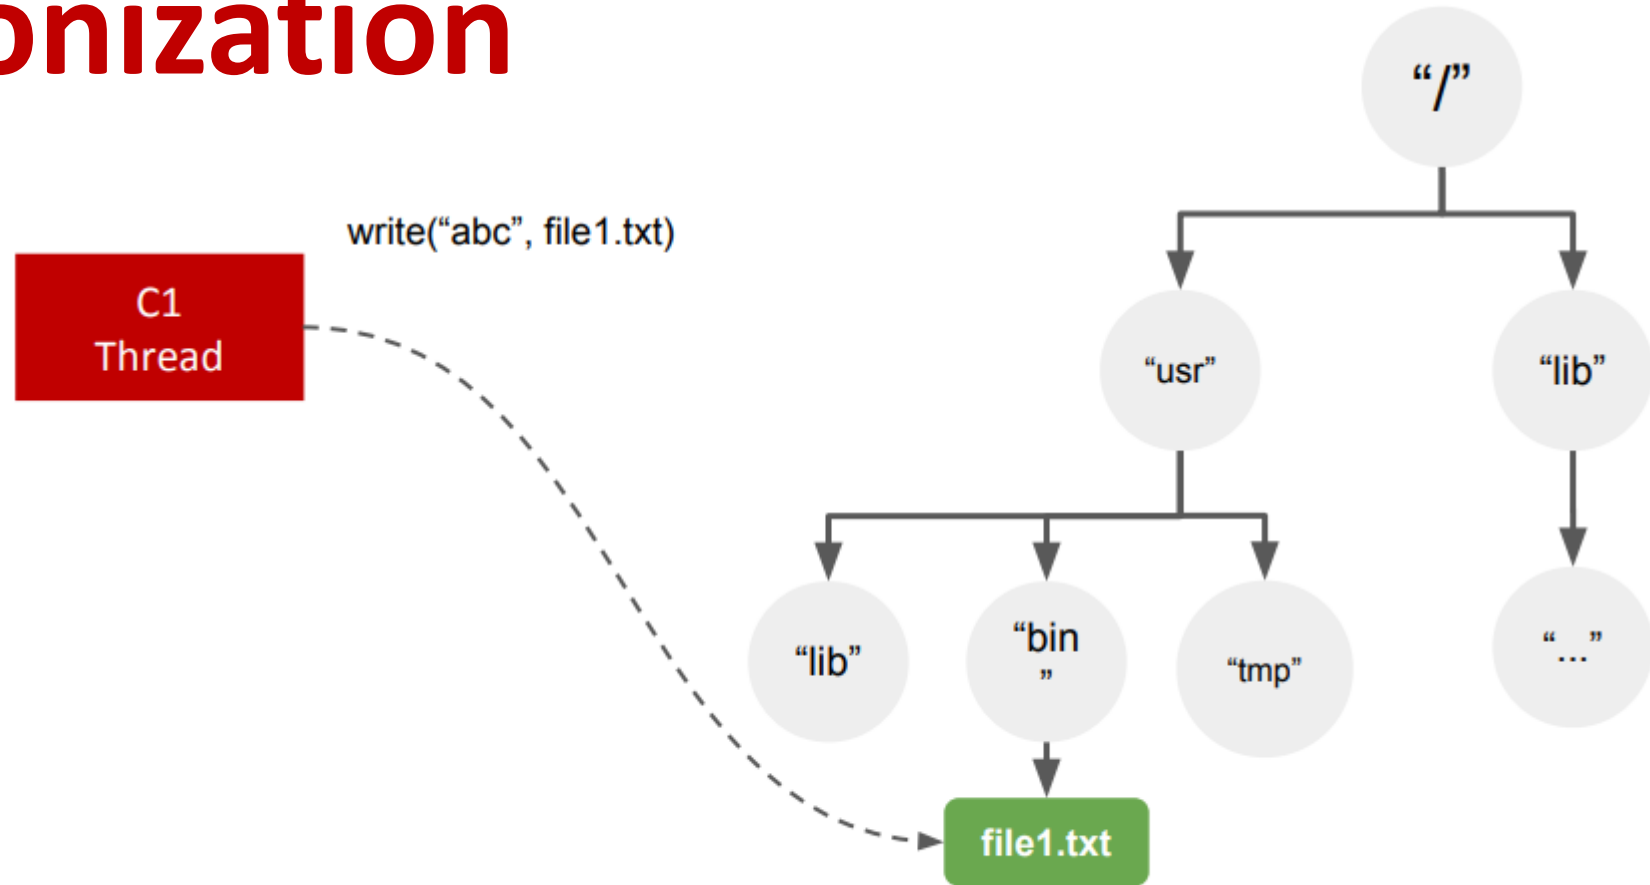 onization
“/”
write(“abc”, file1.txt)
C1
Thread
“usr”
“lib”
“lib”
“bin
”
“tmp”
“...”
file1.txt